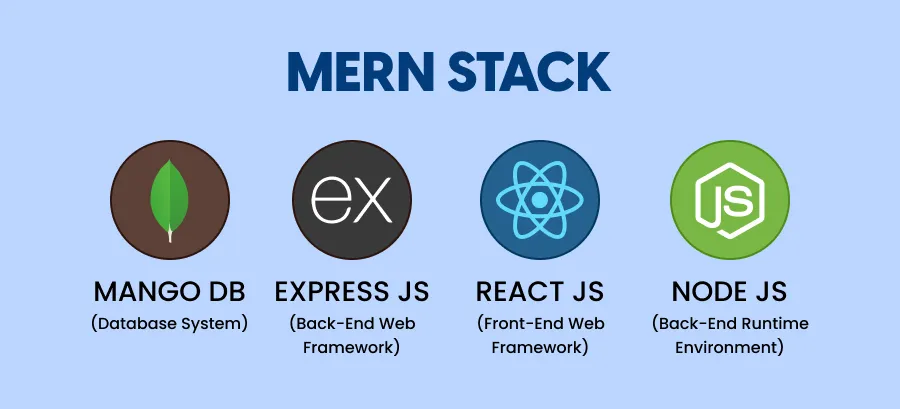 MERN STACK
ex
JS
MANGO DB
(Database System)
EXPRESS JS
(Back-End Web
Framework)
REACT JS
(Front-End Web
Framework)
NODE JS
(Back-End Runtime
Environment)